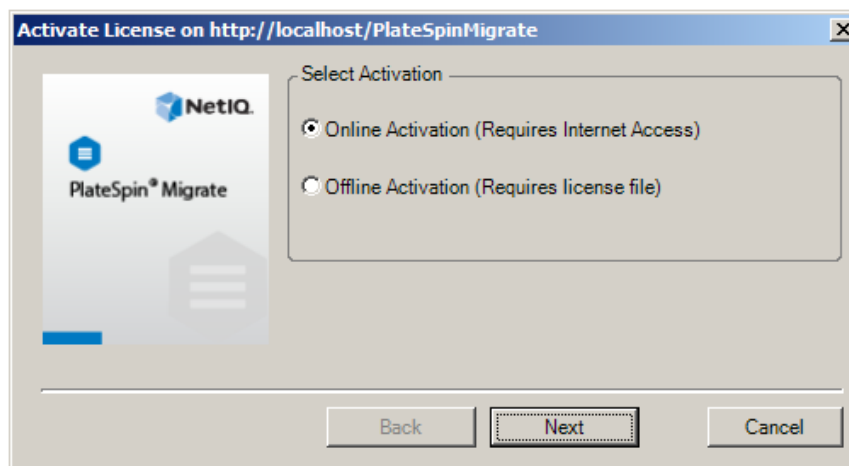 Activate License on http://localhost/PlateSpinMigrate
NetIQ.
PlateSpin® Migrate
Select Activation
Online Activation (Requires Internet Access)
Offline Activation (Requires license file)
Back
Next
Cancel